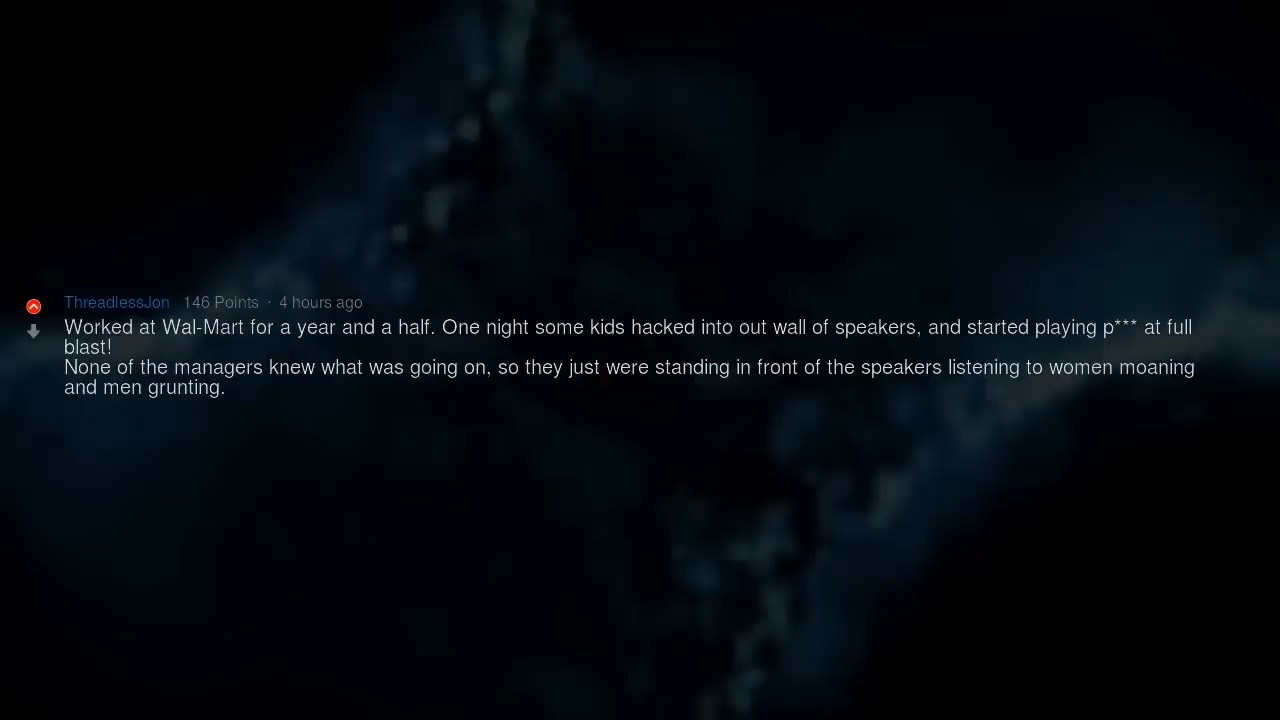 ThreadlessJon 146 Points · 4 hours ago
Worked at Wal-Mart for a year and a half. One night some kids hacked into out wall of speakers, and started playing p*** at full
blast!
None of the managers knew what was going on, so they just were standing in front of the speakers listening to women moaning
and men grunting.